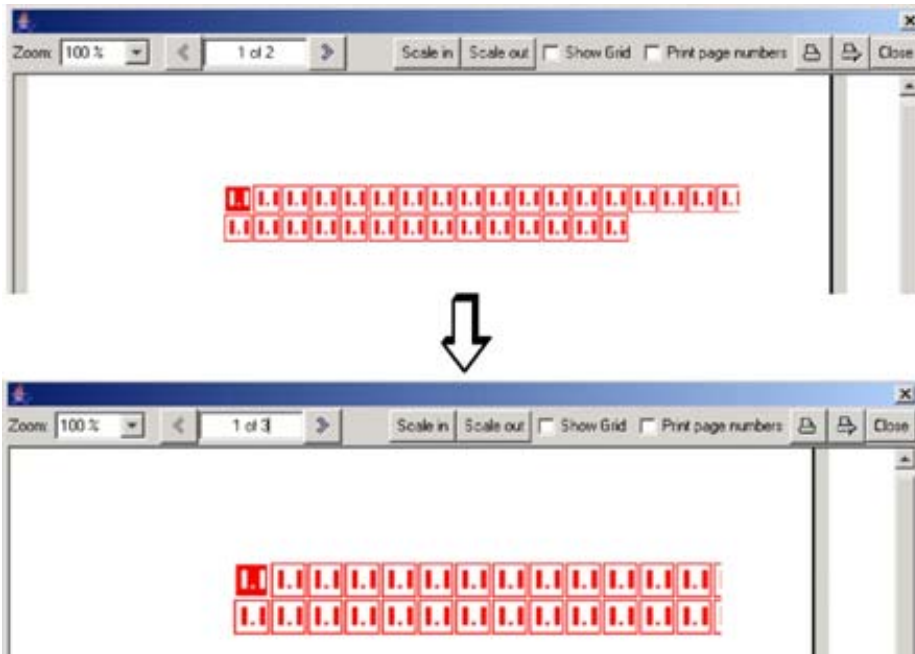 Zoom: 100 % 1 of 2 Scale in Scale out Show Grid Print page numbers Close
Zoom: 100 % 1 of 3 Scale in Scale out Show Grid Print page numbers Close